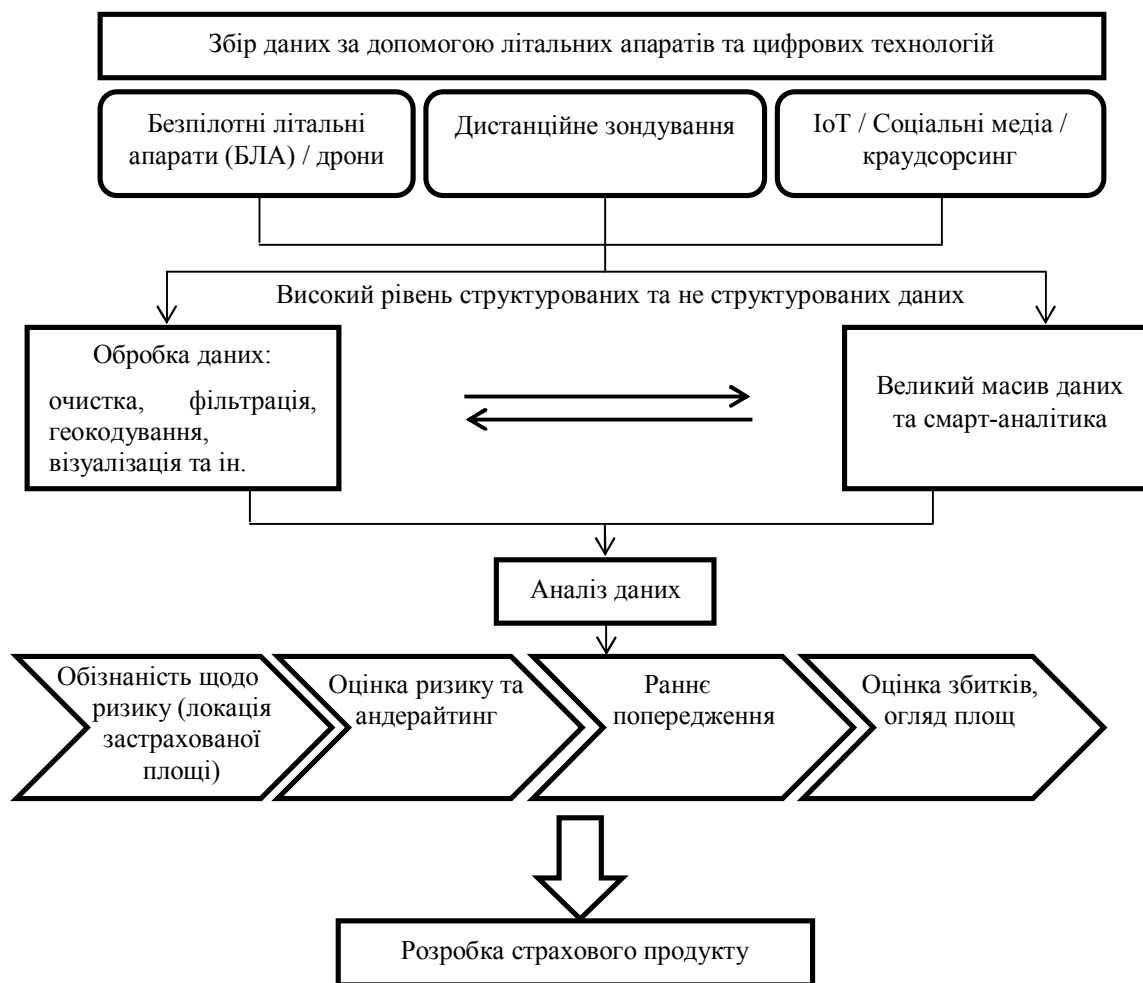 Збір даних за допомогою літальних апаратів та цифрових технологій
Безпілотні літальні
апарати (БЛА) / дрони
Дистанційне зондування
IoT / Соціальні медіа /
краудсорсинг
Високий рівень структурованих та не структурованих даних
Обробка даних:
очистка, фільтрація,
геокодування,
візуалізація та ін.
Великий масив даних
та смарт-аналітика
Аналіз даних
Обізнаність щодо
ризику (локація
застрахованої
площі)
Оцінка ризику та
андерайтинг
Раннє
попередження
Оцінка збитків,
огляд площ
Розробка страхового продукту